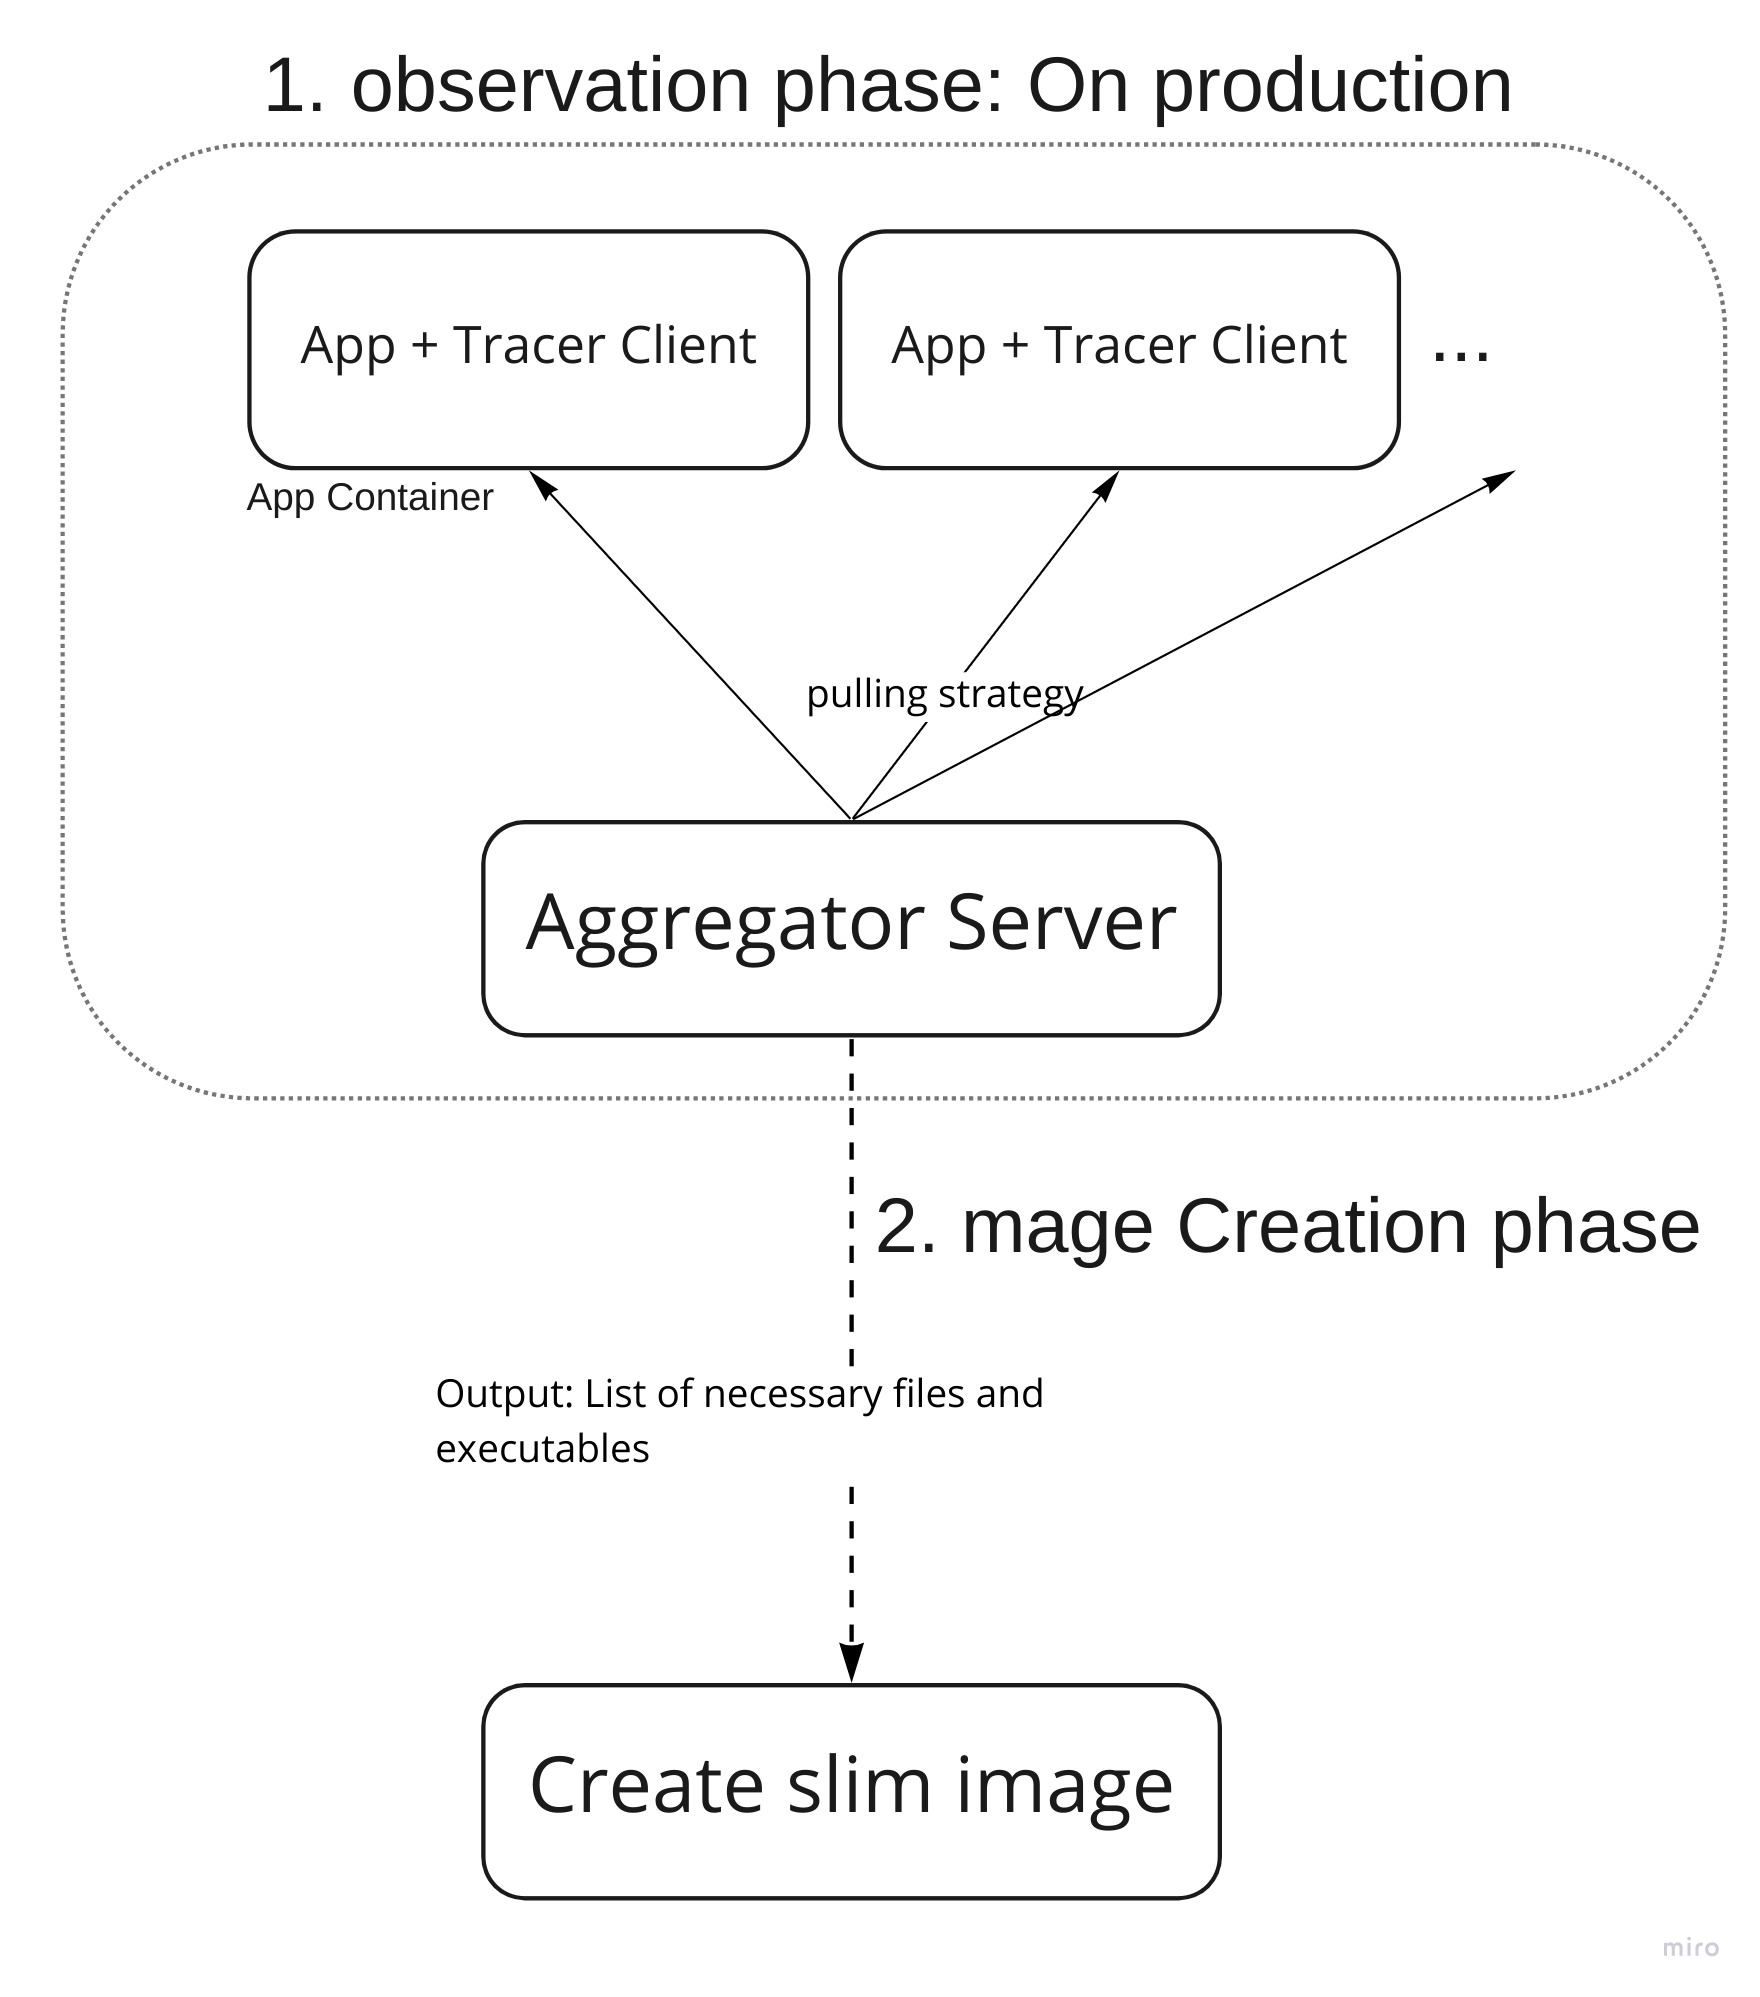 1. observation phase: On production
App + Tracer Client
App + Tracer Client
...
App Container
pulling strategy
Aggregator Server
2. mage Creation phase
Output: List of necessary files and
executables
Create slim image
miro